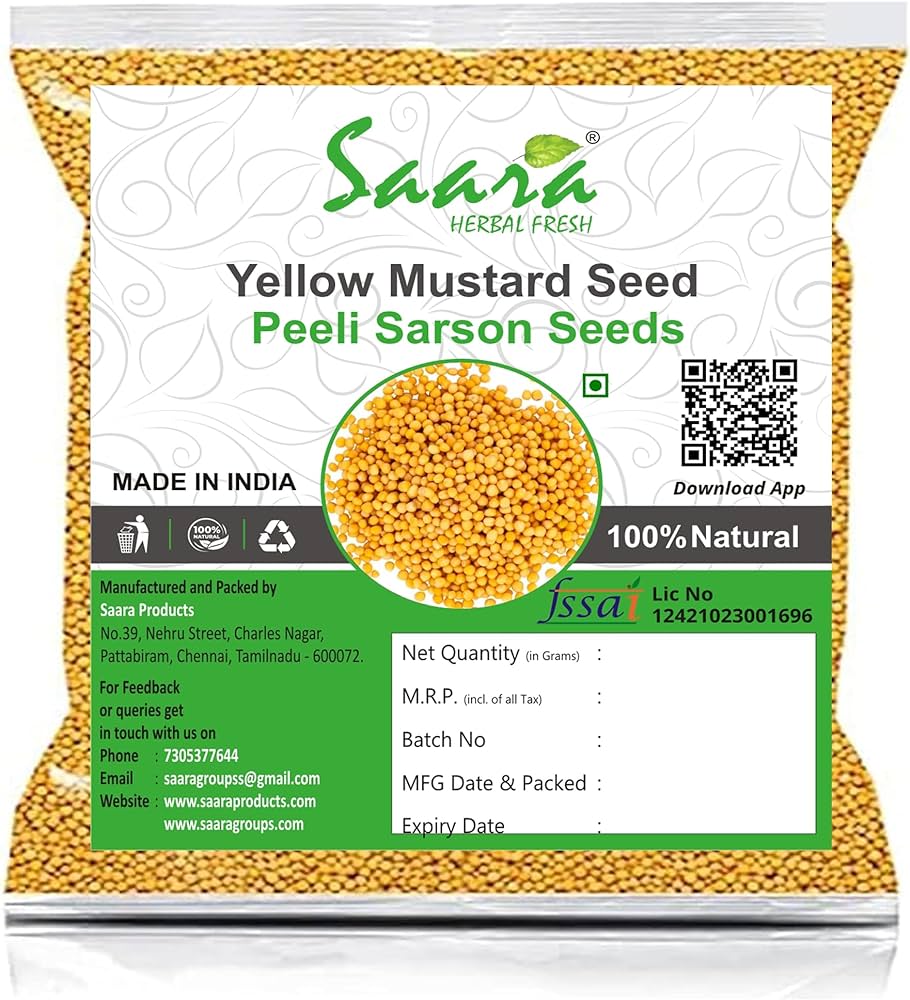 Saara®
HERBAL FRESH
Yellow Mustard Seed
Peeli Sarson Seeds
MADE IN INDIA
Download App
100%
NATURAL
100% Natural
Manufactured and Packed by
Saara Products
No.39, Nehru Street, Charles Nagar,
Pattabiram, Chennai, Tamilnadu - 600072.
For Feedback
or queries get
in touch with us on
Phone : 7305377644
Email : saaragroupss@gmail.com
Website : www.saaraproducts.com
www.saaragroups.com
fssai Lic No
12421023001696
Net Quantity (in Grams) :
M.R.P. (incl. of all Tax) :
Batch No :
MFG Date & Packed :
Expiry Date :